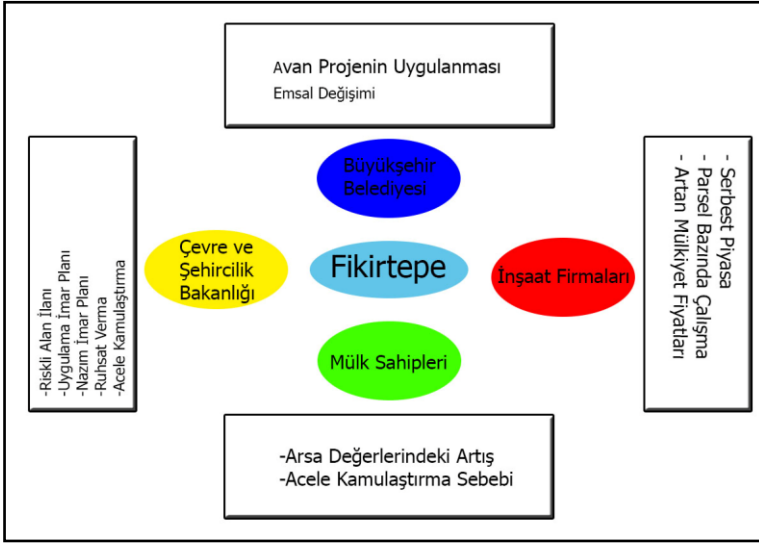 Avan Projenin Uygulanması
Emsal Değişimi
Büyükşehir
Belediyesi
-Riskli Alan İlanı
-Uygulama İmar Planı
-Nazım İmar Planı
-Ruhsat Verma
-Acele Kamulaştırma
Çevre ve
Şehircilik
Bakanlığı
Fikirtepe
İnşaat Firmaları
- Serbest Piyasa
- Parsel Bazında Çalışma
- Artan Mülkiyet Fiyatları
Mülk Sahipleri
-Arsa Değerlerindeki Artış
-Acele Kamulaştırma Sebebi